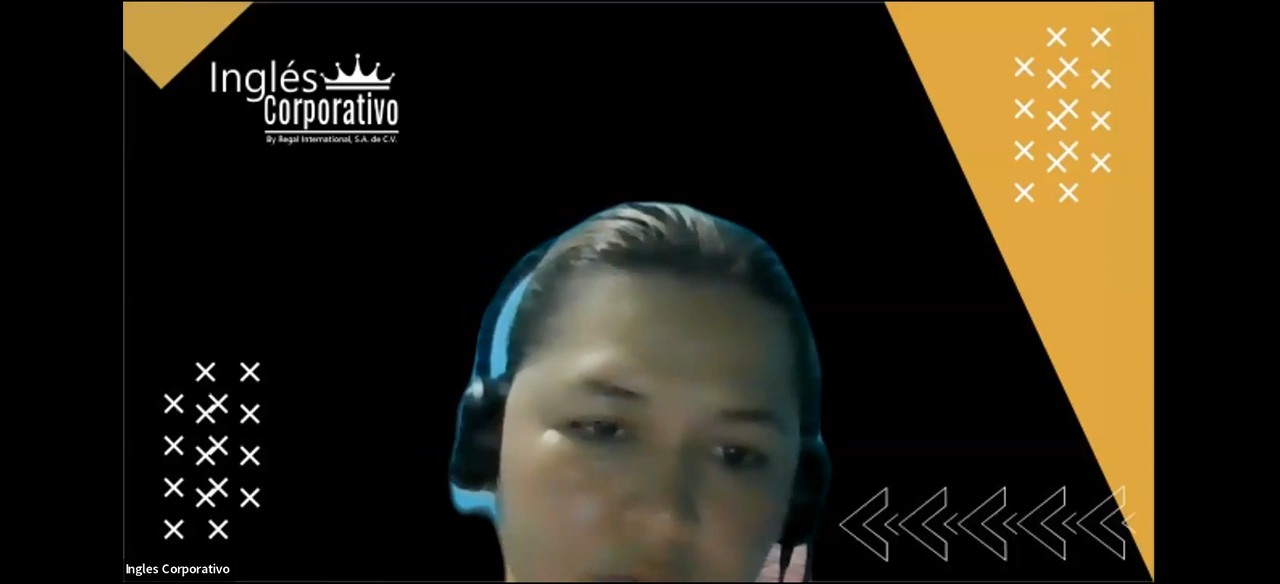 Inglés
Corporativo
By Regal International, S.A. de C.V.
Ingles Corporativo